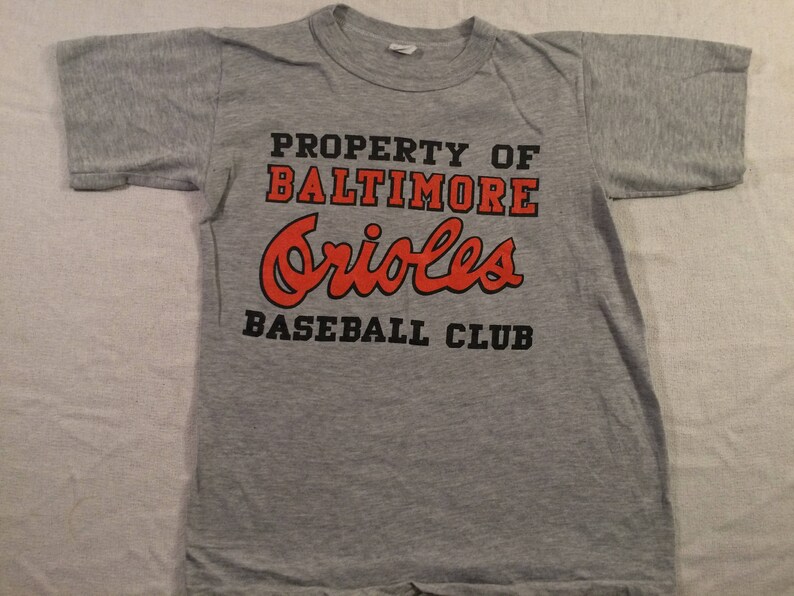 PROPERTY OF
BALTIMORE
Orioles
BASEBALL CLUB